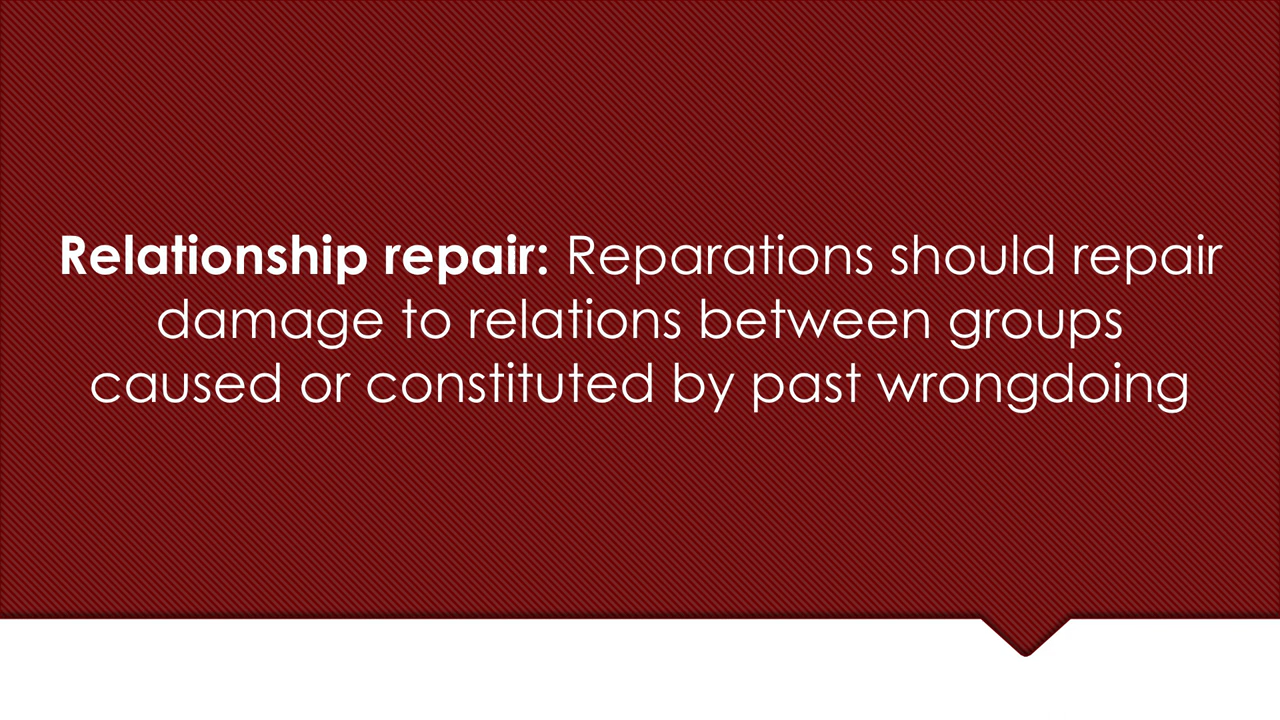 Relationship repair: Reparations should repair
damage to relations between groups
caused or constituted by past wrongdoing